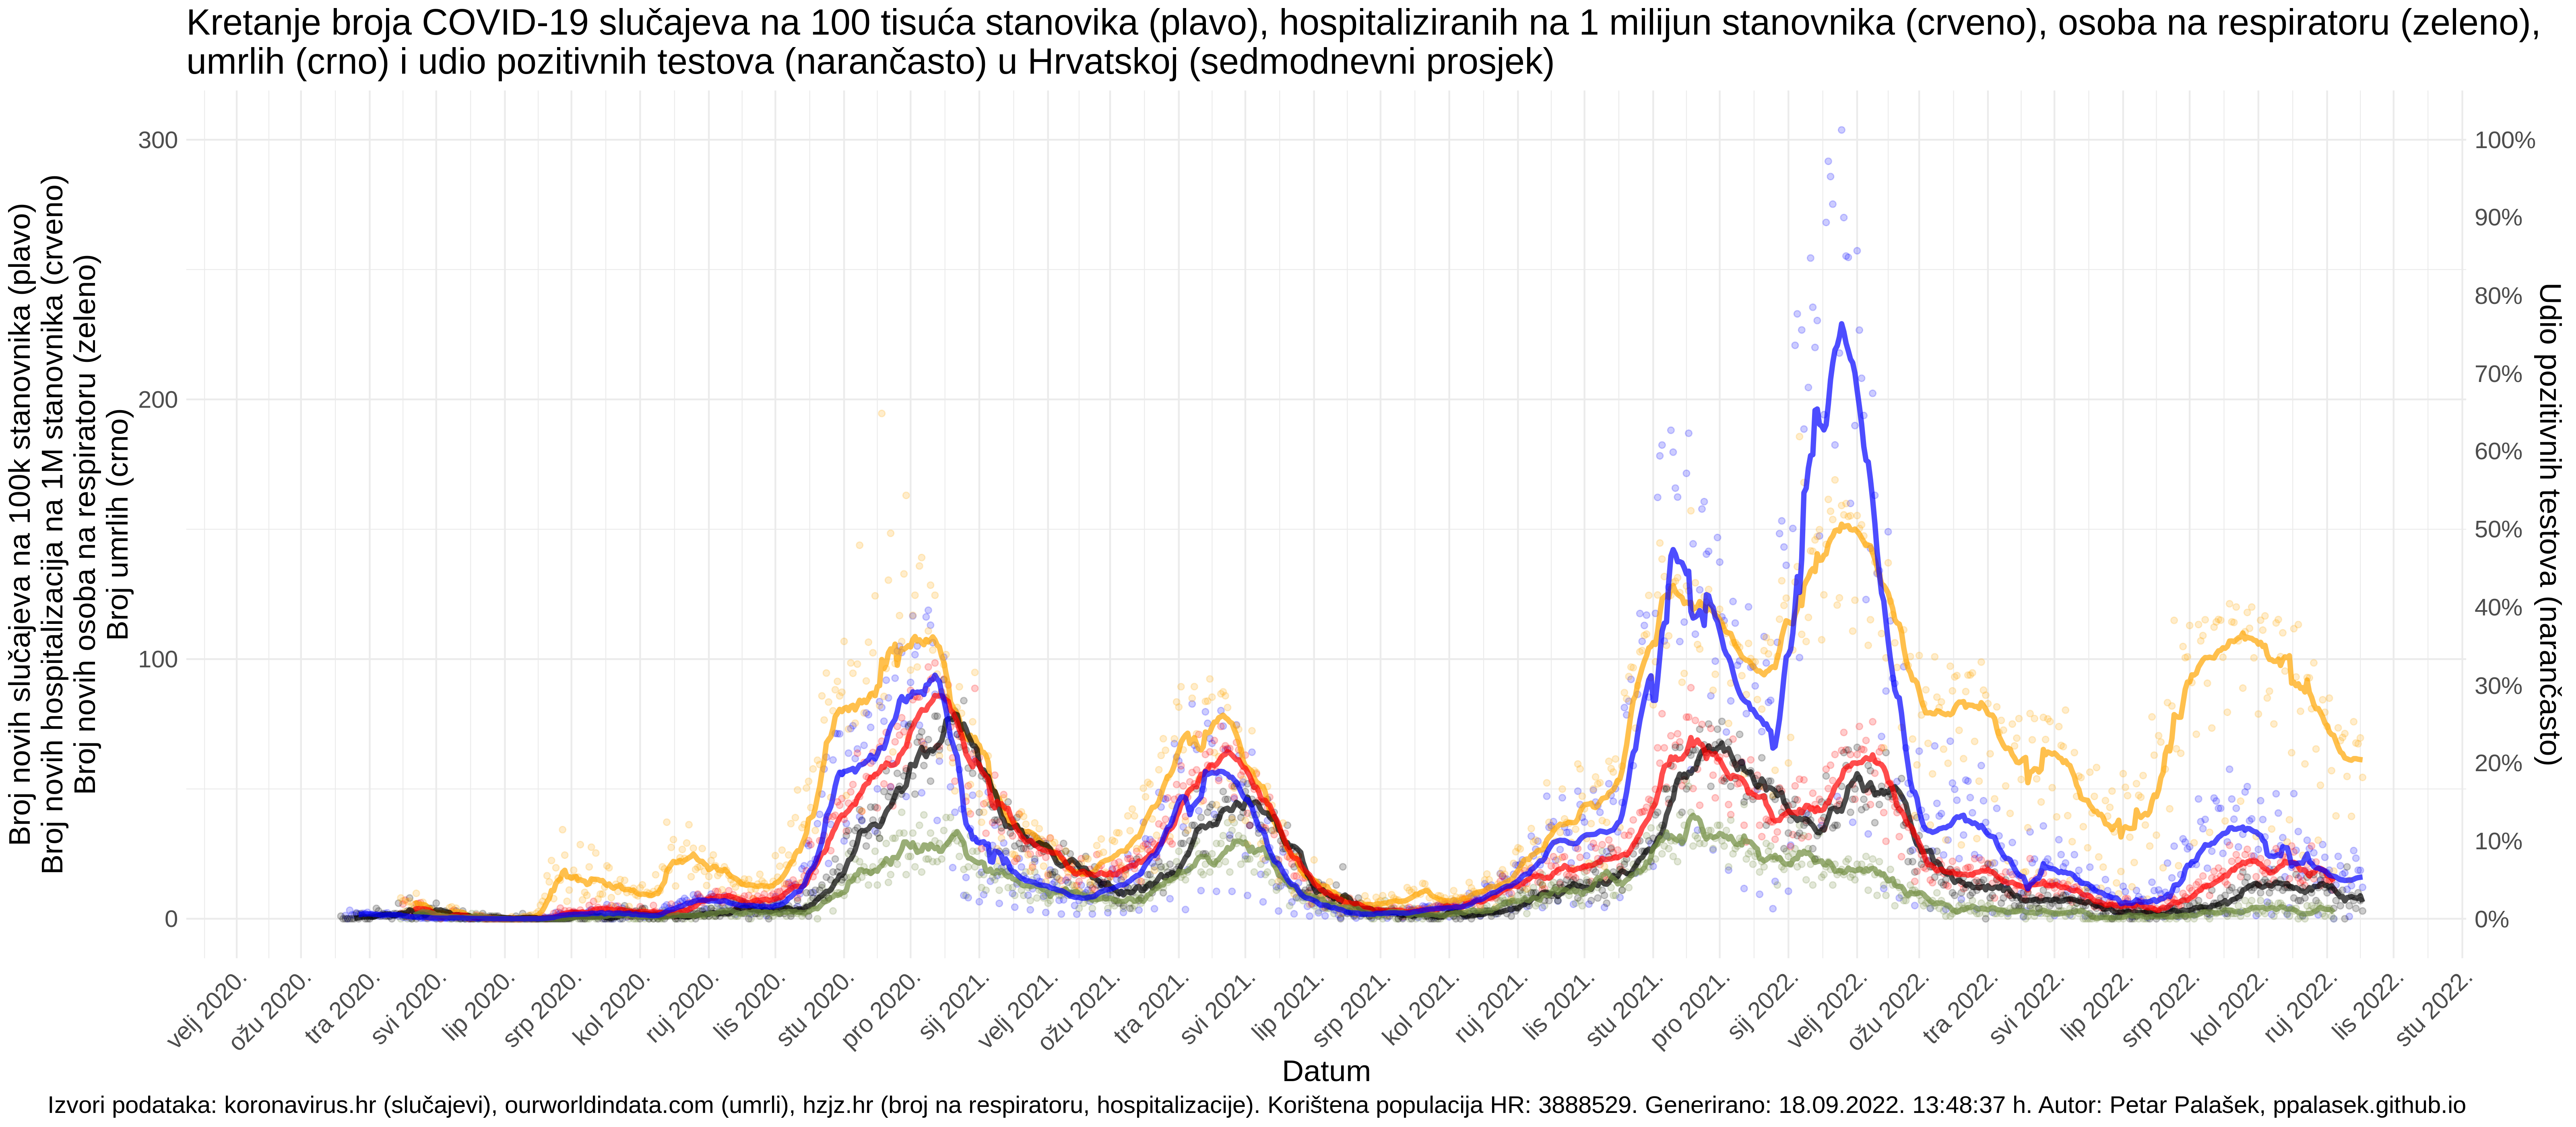 Kretanje broja COVID-19 slučajeva na 100 tisuća stanovika (plavo), hospitaliziranih na 1 milijun stanovnika (crveno), osoba na respiratoru (zeleno),
umrlih (crno) i udio pozitivnih testova (narančasto) u Hrvatskoj (sedmodnevni prosjek)
Broj novih slučajeva na 100k stanovnika (plavo)
Broj novih hospitalizacija na 1M stanovnika (crveno)
Broj novih osoba na respiratoru (zeleno)
Broj umrlih (crno)
300
200
100
0
100%
90%
80%
70%
60%
50%
40%
30%
20%
10%
0%
Udio pozitivnih testova (narančasto)
velj 2020.
ožu 2020.
tra 2020.
svi 2020.
lip 2020.
srp 2020.
kol 2020.
ruj 2020.
lis 2020.
stu 2020.
pro 2020.
sij 2021.
velj 2021.
ožu 2021.
tra 2021.
svi 2021.
lip 2021.
srp 2021.
kol 2021.
ruj 2021.
lis 2021.
stu 2021.
pro 2021.
sij 2022.
velj 2022.
ožu 2022.
tra 2022.
svi 2022.
lip 2022.
srp 2022.
kol 2022.
ruj 2022.
lis 2022.
stu 2022.
Datum
Izvori podataka: koronavirus.hr (slučajevi), ourworldindata.com (umrli), hzjz.hr (broj na respiratoru, hospitalizacije). Korištena populacija HR: 3888529. Generirano: 18.09.2022. 13:48:37 h. Autor: Petar Palašek, ppalasek.github.io